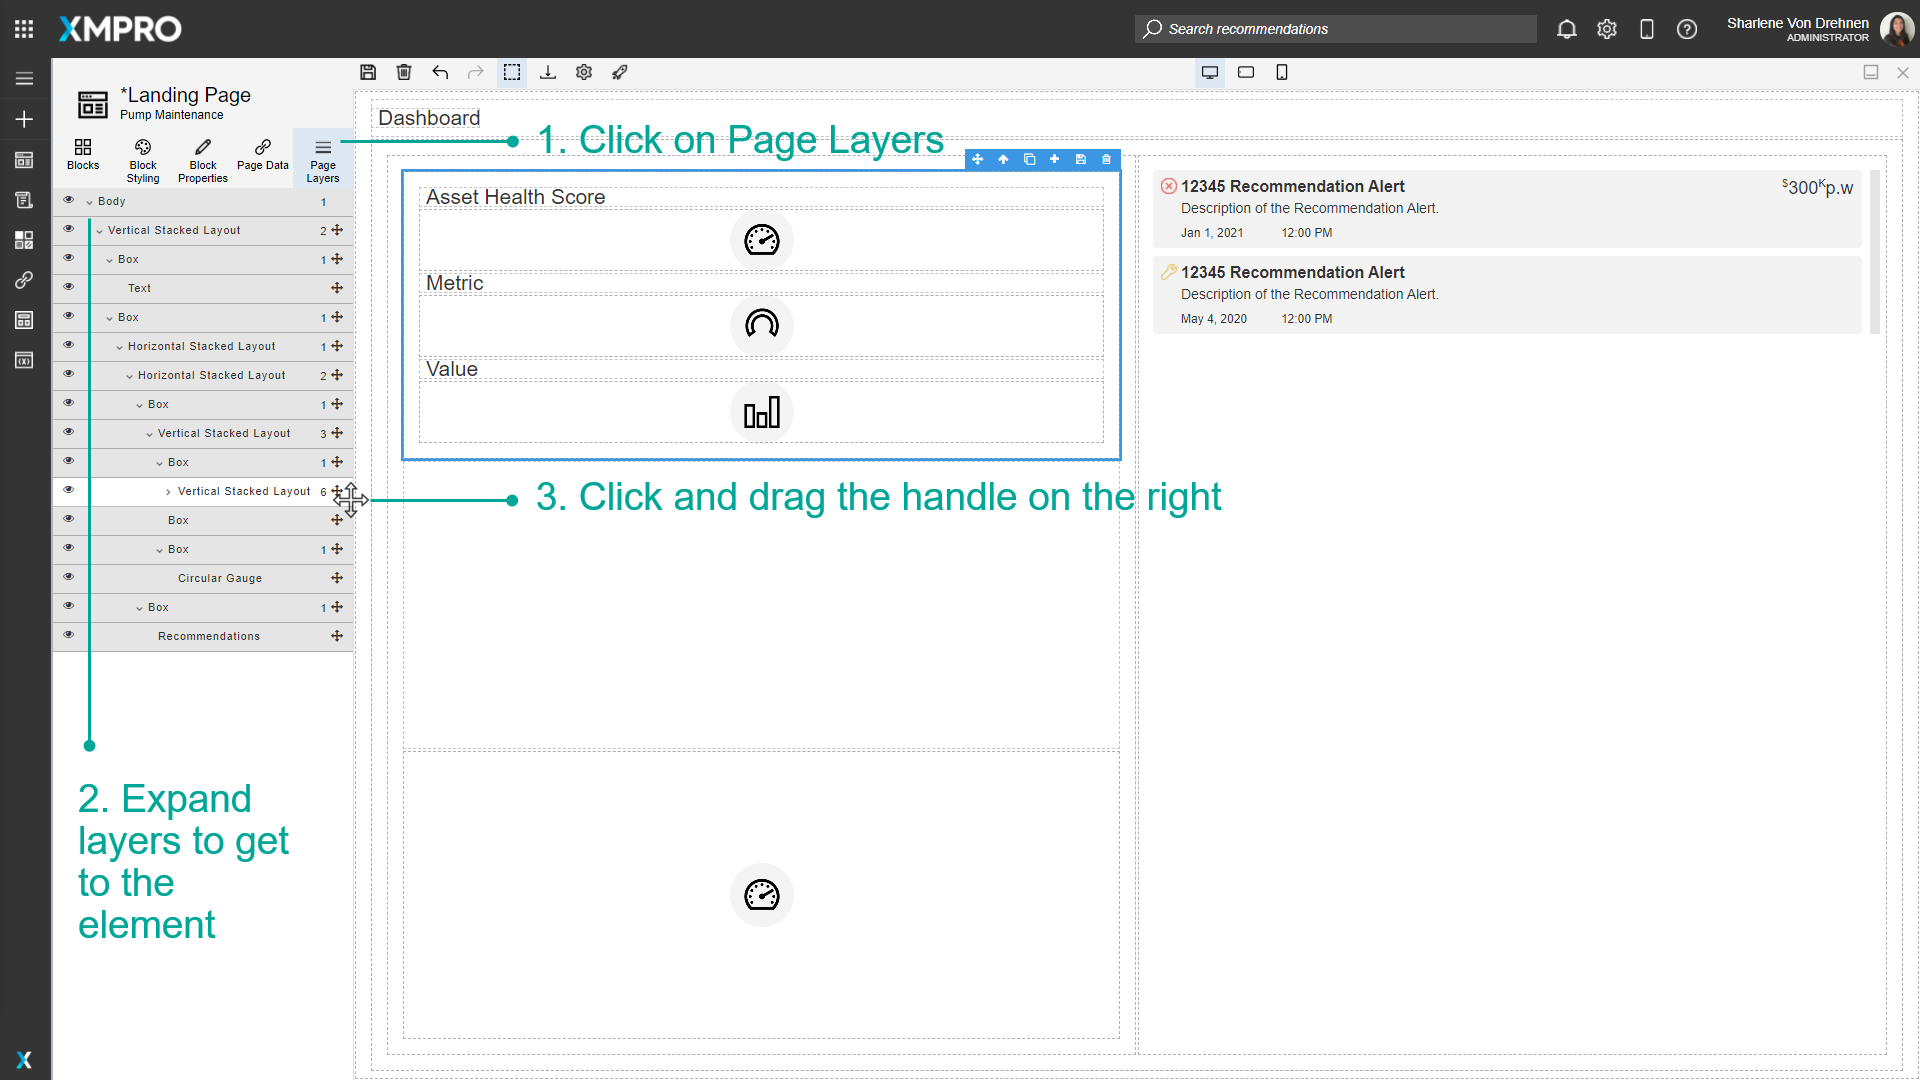 XMPRO
Search recommendations
Sharlene Von Drehnen
ADMINISTRATOR
*Landing Page
Pump Maintenance
Blocks
Block Styling
Block Properties
Page Data
Page Layers
Body 1
Vertical Stacked Layout 2
Box 1
Text
Box 1
Horizontal Stacked Layout 1
Horizontal Stacked Layout 2
Box 1
Vertical Stacked Layout 3
Box 1
Vertical Stacked Layout 6
Box
Box 1
Circular Gauge
Box 1
Recommendations
2. Expand
layers to get
to the
element
Dashboard
1. Click on Page Layers
Asset Health Score
Metric
Value
3. Click and drag the handle on the right
12345 Recommendation Alert
$300Kp.w
Description of the Recommendation Alert.
Jan 1, 2021 12:00 PM
12345 Recommendation Alert
Description of the Recommendation Alert.
May 4, 2020 12:00 PM
X